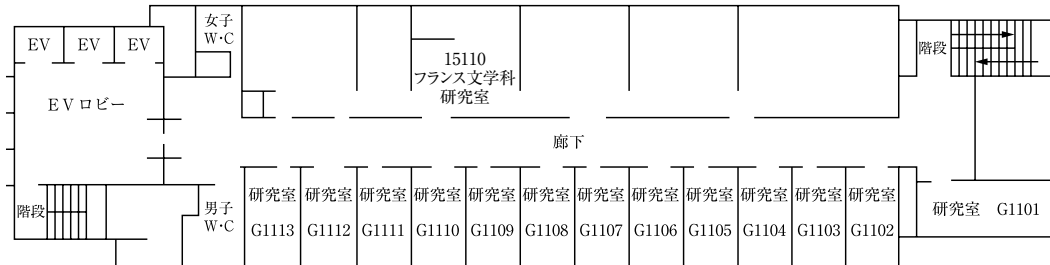 女子
W・C
EV
EV
EV
階段
15110
フランス文学科
研究室
EVロビー
廊下
階段
男子
W・C
研究室
G1113
研究室
G1112
研究室
G1111
研究室
G1110
研究室
G1109
研究室
G1108
研究室
G1107
研究室
G1106
研究室
G1105
研究室
G1104
研究室
G1103
研究室
G1102
研究室 G1101